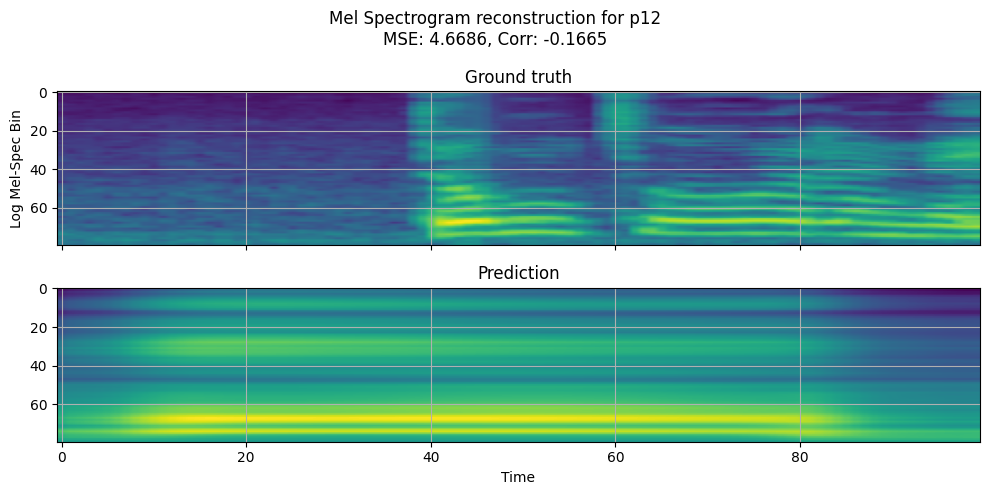 Mel Spectrogram reconstruction for p12
MSE: 4.6686, Corr: -0.1665
Ground truth
0
20
40
60
Log Mel-Spec Bin
Prediction
0
20
40
60
0 20 40 60 80
Time